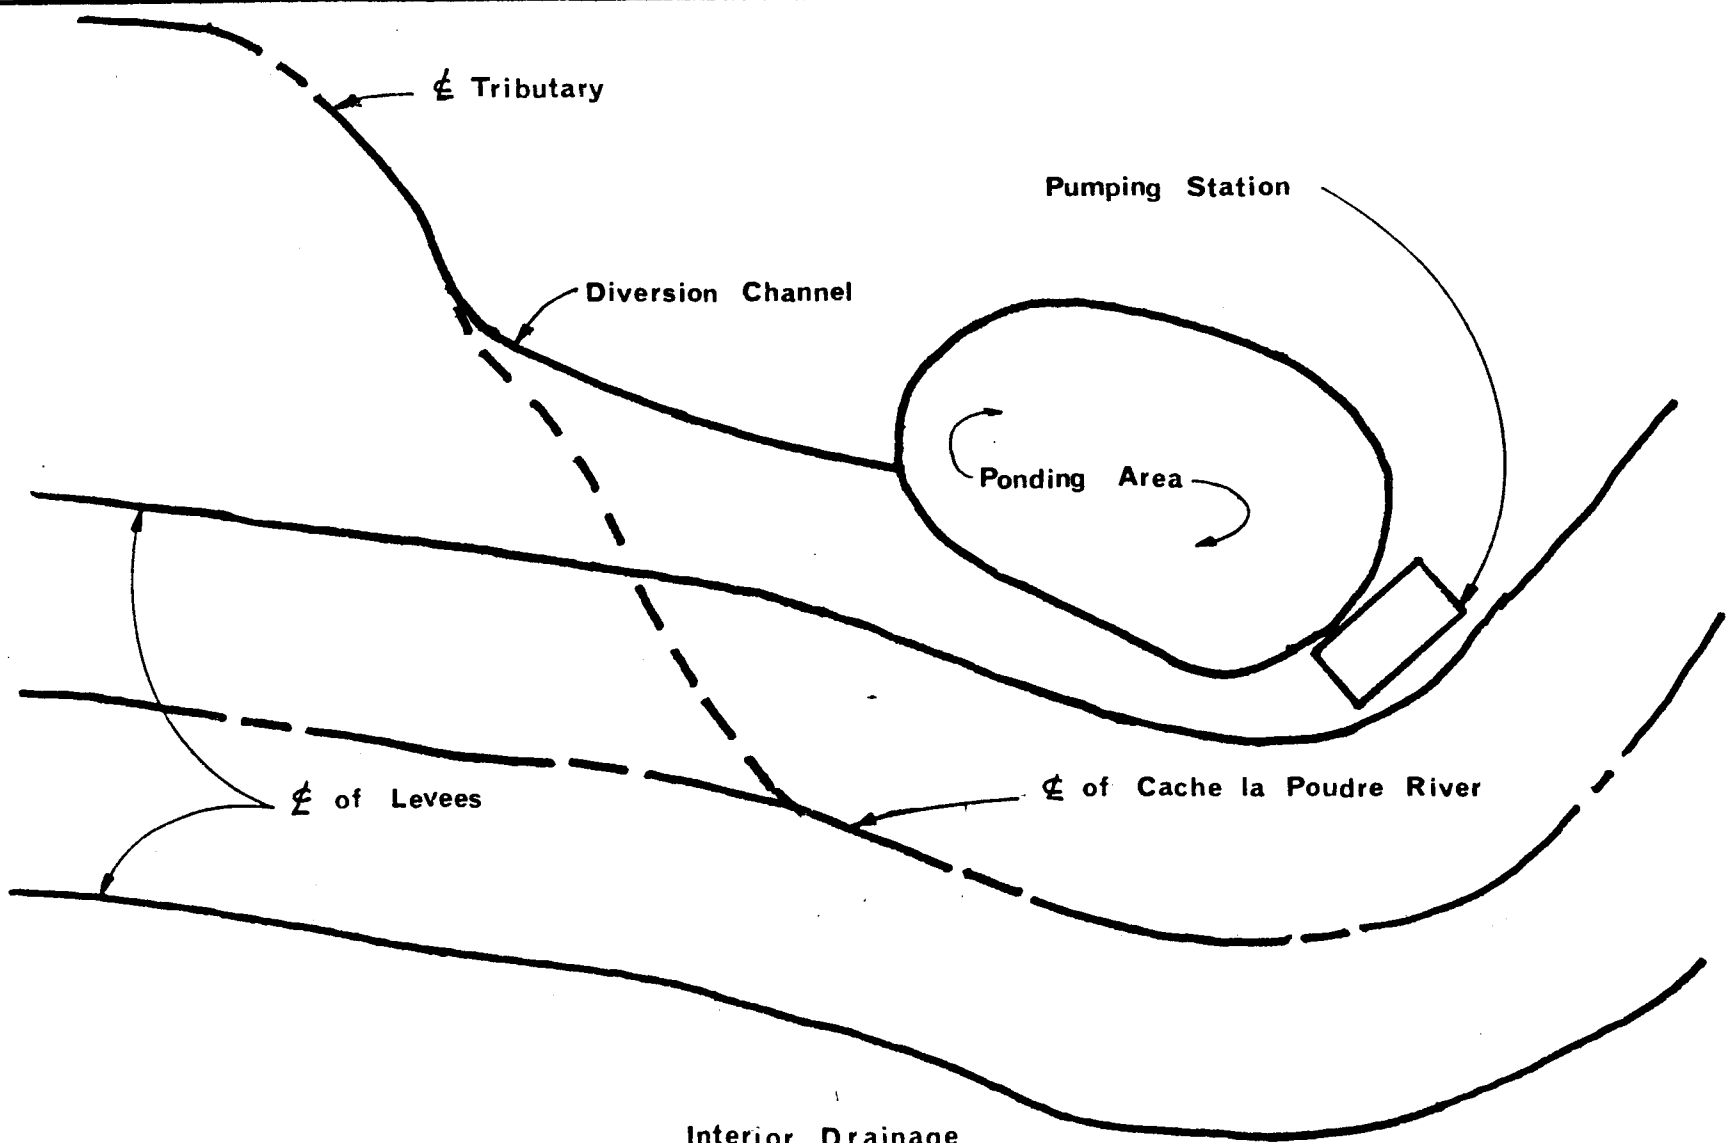 ℄ Tributary
Pumping Station
Diversion Channel
Ponding Area
℄ of Levees
℄ of Cache la Poudre River
Interior Drainage